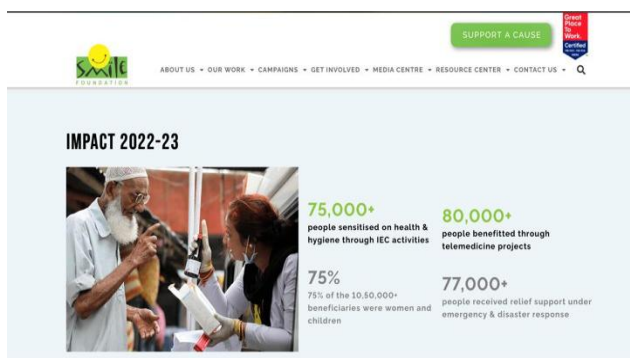 SUPPORT A CAUSE
Great
Place
To
Work.
Certified
smile
FOUNDATION
ABOUT US OUR WORK CAMPAIGNS GET INVOLVED MEDIA CENTRE RESOURCE CENTER CONTACT US
IMPACT 2022-23
75,000+
people sensitised on health &
hygiene through IEC activities
80,000+
people benefitted through
telemedicine projects
75%
75% of the 10,50,000+
beneficiaries were women and
children
77,000+
people received relief support under
emergency & disaster response